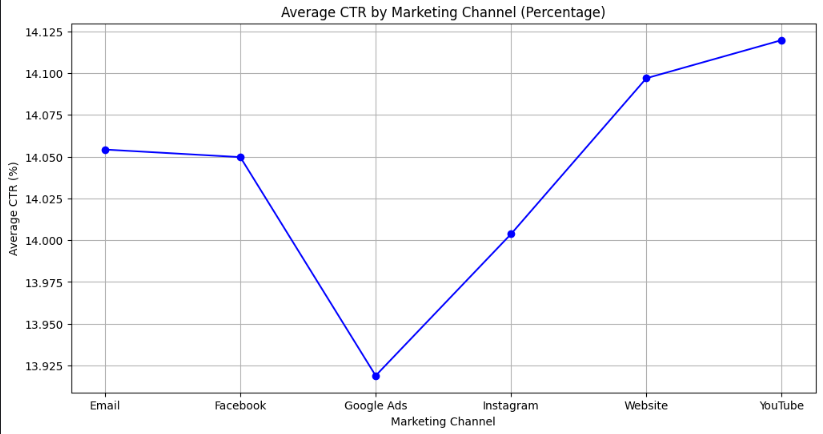 Average CTR by Marketing Channel (Percentage)
14.125
14.100
14.075
14.050
14.025
14.000
13.975
13.950
13.925
Average CTR (%)
Email Facebook Google Ads Instagram Website YouTube
Marketing Channel